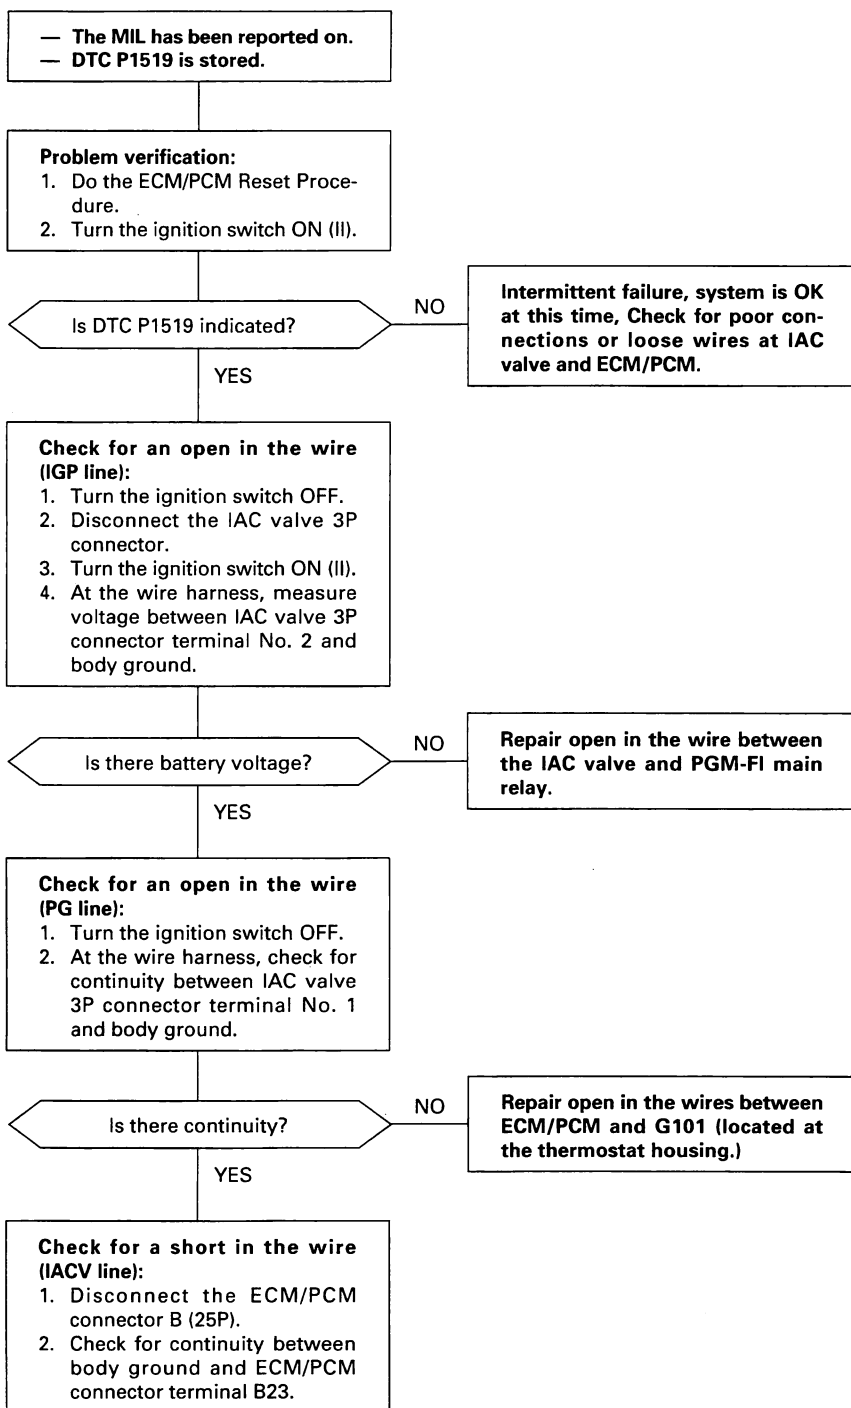 — The MIL has been reported on.
— DTC P1519 is stored.
Problem verification:
1. Do the ECM/PCM Reset Proce-
dure.
2. Turn the ignition switch ON (II).
Is DTC P1519 indicated?
NO
Intermittent failure, system is OK
at this time, Check for poor con-
nections or loose wires at IAC
valve and ECM/PCM.
YES
Check for an open in the wire
(IGP line):
1. Turn the ignition switch OFF.
2. Disconnect the IAC valve 3P
connector.
3. Turn the ignition switch ON (II).
4. At the wire harness, measure
voltage between IAC valve 3P
connector terminal No. 2 and
body ground.
Is there battery voltage?
NO
Repair open in the wire between
the IAC valve and PGM-FI main
relay.
YES
Check for an open in the wire
(PG line):
1. Turn the ignition switch OFF.
2. At the wire harness, check for
continuity between IAC valve
3P connector terminal No. 1
and body ground.
Is there continuity?
NO
Repair open in the wires between
ECM/PCM and G101 (located at
the thermostat housing.)
YES
Check for a short in the wire
(IACV line):
1. Disconnect the ECM/PCM
connector B (25P).
2. Check for continuity between
body ground and ECM/PCM
connector terminal B23.